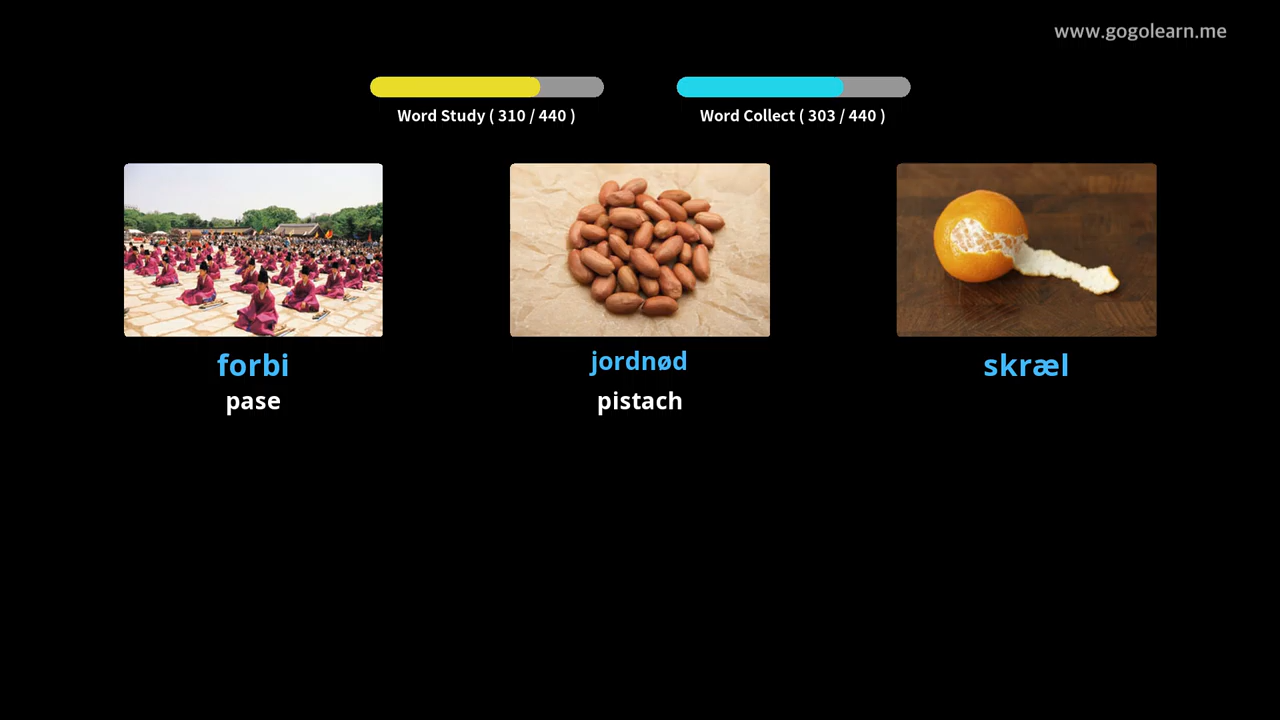 www.gogolearn.me
Word Study ( 310 / 440 )
Word Collect ( 303 / 440 )
forbi
jordnød
skræl
pase
pistach